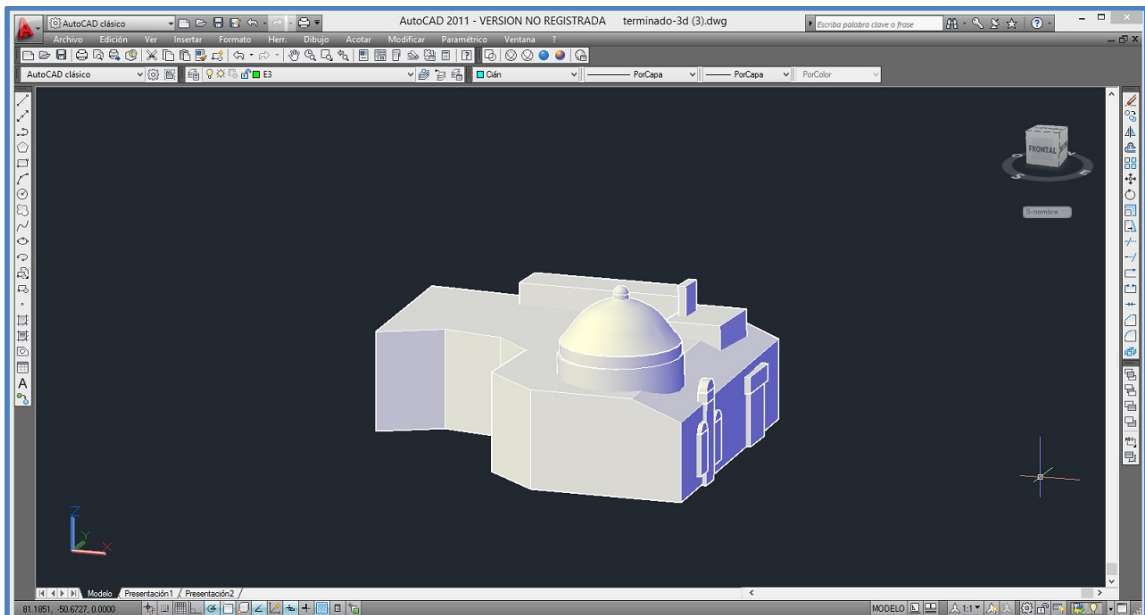 AutoCAD clásico
AutoCAD 2011 - VERSION NO REGISTRADA terminado-3d (3).dwg
Escriba palabra clave o frase
Archivo Edición Ver Insertar Formato Herr. Dibujo Acotar Modificar Paramétrico Ventana ?
AutoCAD clásico E3 Cián PorCapa PorCapa PorColor
FRONTAL
S
E
Z
Y
X
A
Modelo Presentación1 Presentación2
81.1851, -50.6727, 0.0000 MODELO 1:1